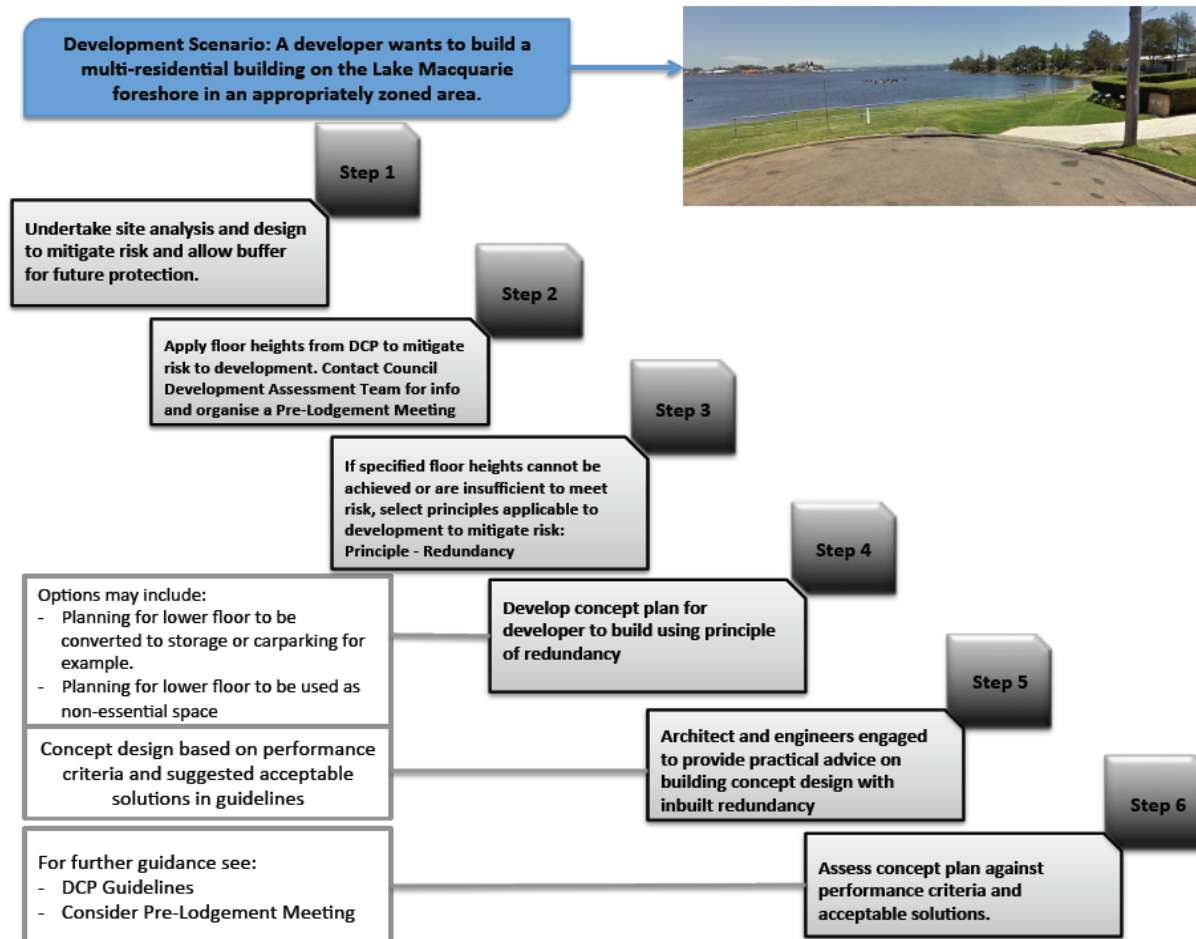 Development Scenario: A developer wants to build a
multi-residential building on the Lake Macquarie
foreshore in an appropriately zoned area.
Step 1
Undertake site analysis and design
to mitigate risk and allow buffer
for future protection.
Step 2
Apply floor heights from DCP to mitigate
risk to development. Contact Council
Development Assessment Team for info
and organise a Pre-Lodgement Meeting
Step 3
If specified floor heights cannot be
achieved or are insufficient to meet
risk, select principles applicable to
development to mitigate risk:
Principle - Redundancy
Step 4
Develop concept plan for
developer to build using principle
of redundancy
Options may include:
- Planning for lower floor to be
converted to storage or carparking for
example.
- Planning for lower floor to be used as
non-essential space
Step 5
Architect and engineers engaged
to provide practical advice on
building concept design with
inbuilt redundancy
Concept design based on performance
criteria and suggested acceptable
solutions in guidelines
Step 6
Assess concept plan against
performance criteria and
acceptable solutions.
For further guidance see:
- DCP Guidelines
- Consider Pre-Lodgement Meeting